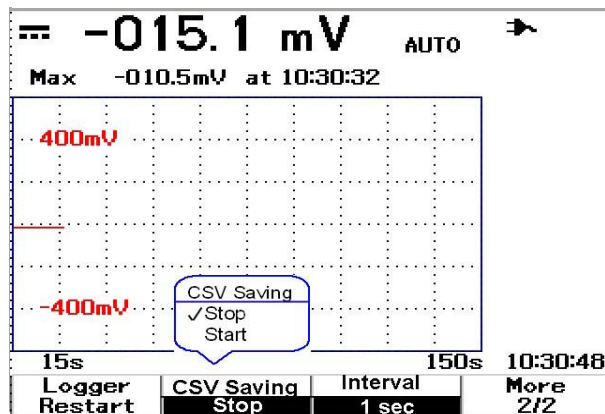 -015.1 mV AUTO
Max -010.5mV at 10:30:32
400mV
-400mV
CSV Saving
✓Stop
Start
15s 150s 10:30:48
Logger Restart
CSV Saving Stop
Interval 1 sec
More 2/2